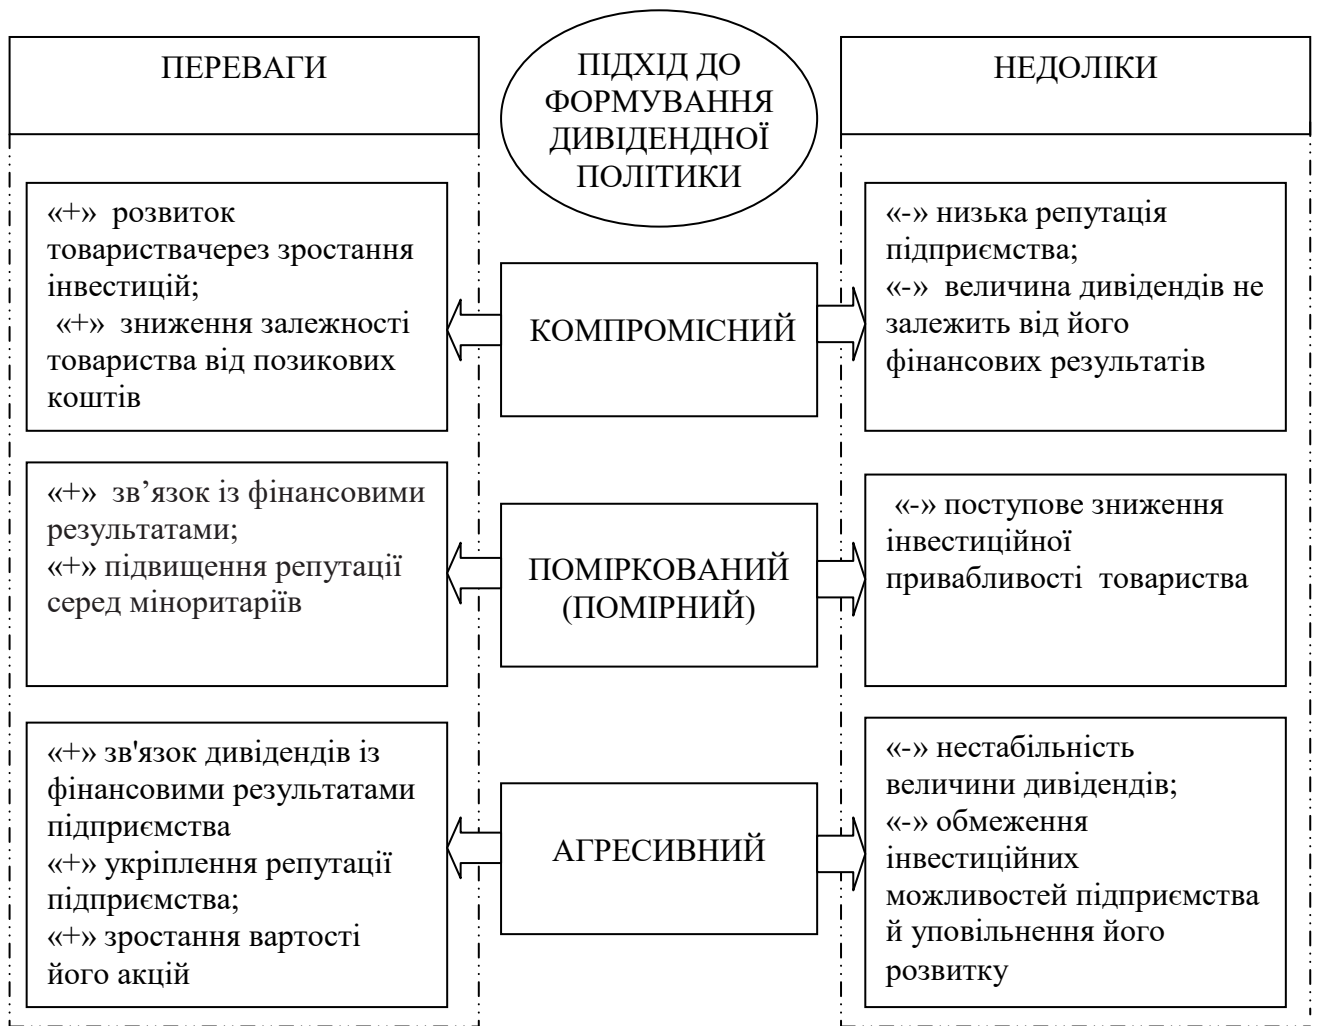 ПЕРЕВАГИ
ПІДХІД ДО
ФОРМУВАННЯ
ДИВІДЕНДНОЇ
ПОЛІТИКИ
НЕДОЛІКИ
«+» розвиток
товариствачерез зростання
інвестицій;
«+» зниження залежності
товариства від позикових
коштів
КОМПРОМІСНИЙ
«-» низька репутація
підприємства;
«-» величина дивідендів не
залежить від його
фінансових результатів
«+» зв’язок із фінансовими
результатами;
«+» підвищення репутації
серед міноритаріїв
ПОМІРКОВАНИЙ
(ПОМІРНИЙ)
«-» поступове зниження
інвестиційної
привабливості товариства
«+» зв'язок дивідендів із
фінансовими результатами
підприємства
«+» укріплення репутації
підприємства;
«+» зростання вартості
його акцій
АГРЕСИВНИЙ
«-» нестабільність
величини дивідендів;
«-» обмеження
інвестиційних
можливостей підприємства
й уповільнення його
розвитку